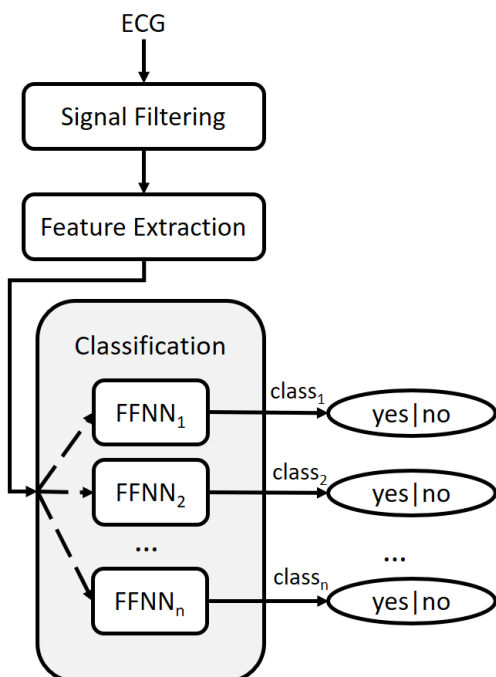 ECG
Signal Filtering
Feature Extraction
Classification
FFNN₁
class₁
yes|no
FFNN₂
class₂
yes|no
...
...
FFNNₙ
classₙ
yes|no